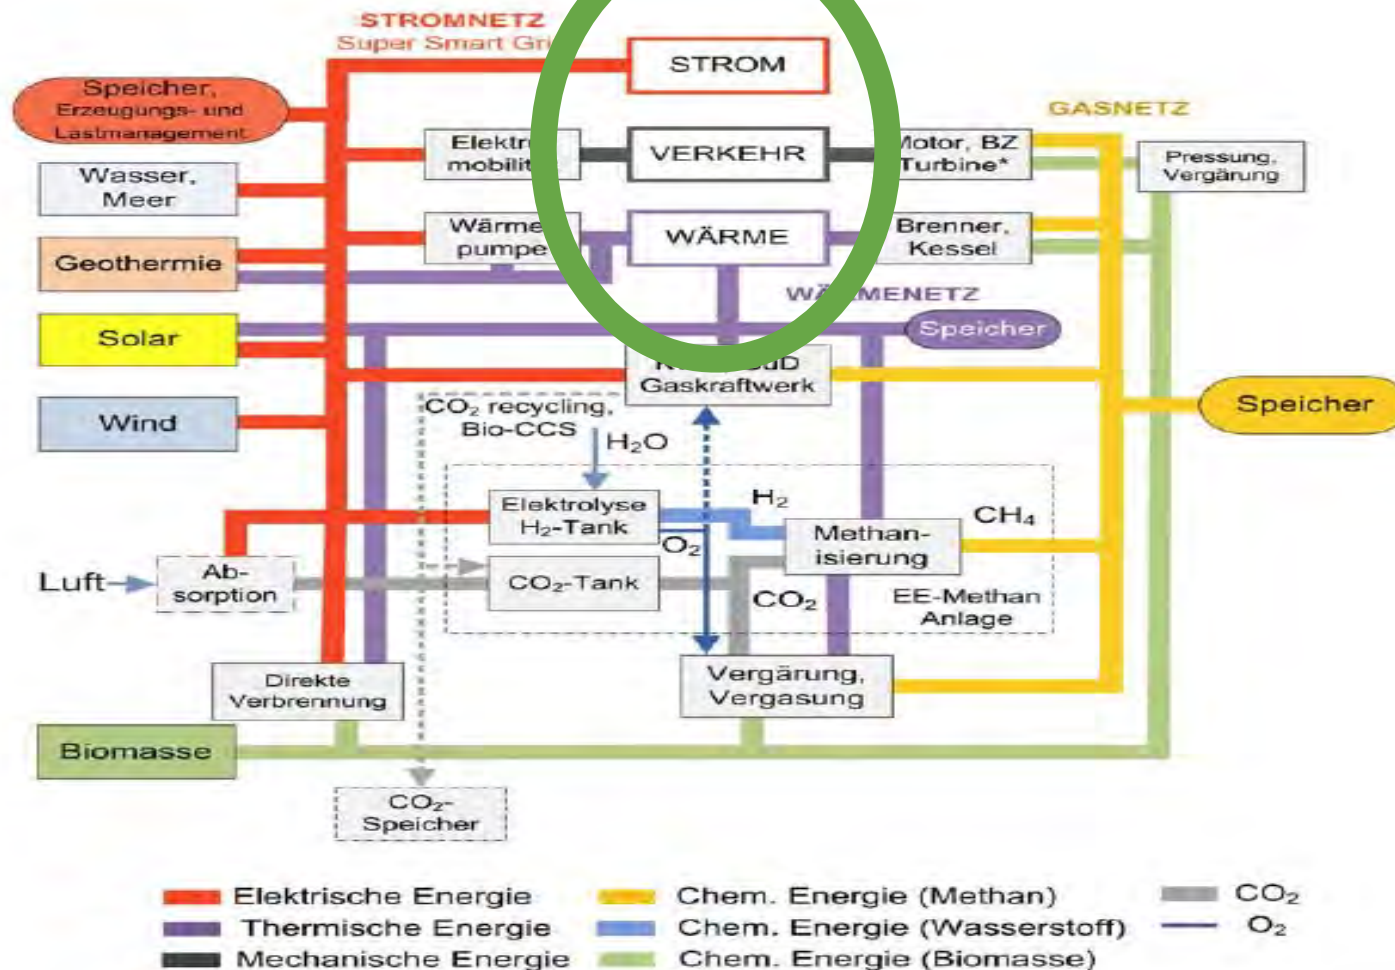 STROMNETZ
Super Smart Gri
STROM
Speicher,
Erzeugungs- und
Lastmanagement
GASNETZ
Elektro
mobilit
VERKEHR
Motor, BZ
Turbine*
Pressung,
Vergärung
Wasser,
Meer
Wärme
pumpe
WÄRME
Brenner,
Kessel
Geothermie
WÄRMENETZ
Speicher
Solar
Gaskraftwerk
Speicher
Wind
CO₂ recycling,
Bio-CCS
H₂O
Elektrolyse
H₂-Tank
H₂
CH₄
O₂
Methan-
isierung
Luft
Ab-
sorption
CO₂-Tank
CO₂
EE-Methan
Anlage
Direkte
Verbrennung
Vergärung,
Vergasung
Biomasse
CO₂-
Speicher
Elektrische Energie
Chem. Energie (Methan)
CO₂
Thermische Energie
Chem. Energie (Wasserstoff)
O₂
Mechanische Energie
Chem. Energie (Biomasse)